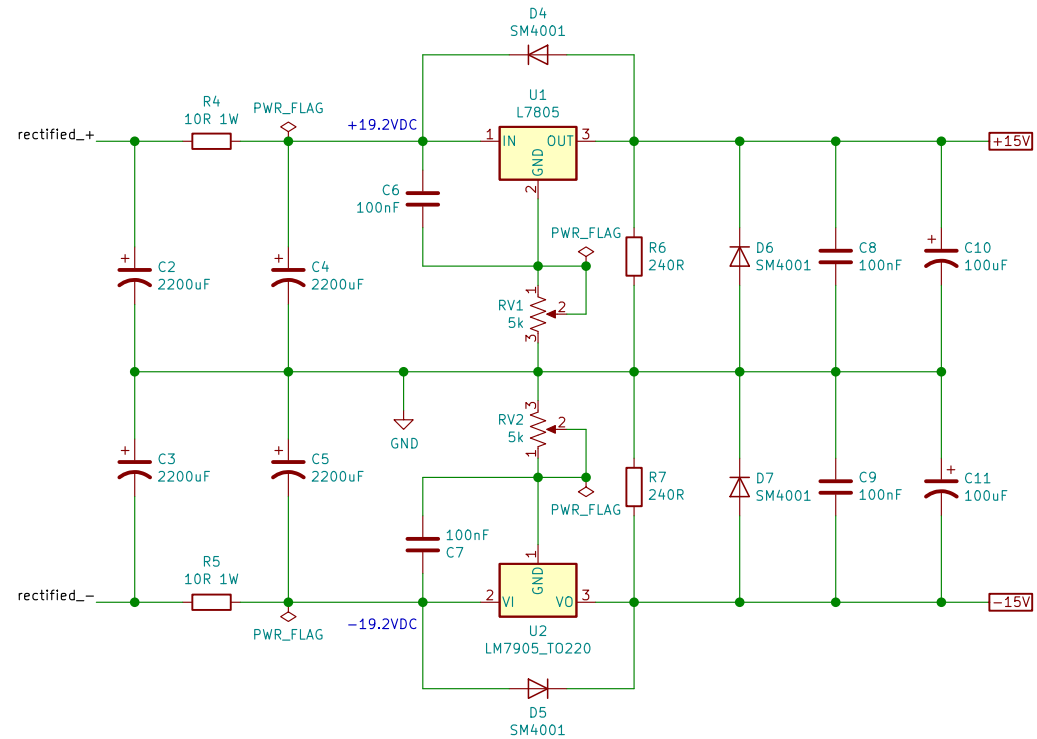 D4
SM4001
U1
L7805
R4
10R 1W
PWR_FLAG
+19.2VDC
rectified_+
1
IN
OUT
3
GND
2
+15V
C6
100nF
PWR_FLAG
+
C2
2200uF
+
C4
2200uF
R6
240R
D6
SM4001
C8
100nF
+
C10
100uF
1
RV1
5k
2
3
GND
3
RV2
5k
2
1
+
C3
2200uF
+
C5
2200uF
PWR_FLAG
R7
240R
D7
SM4001
C9
100nF
+
C11
100uF
100nF
C7
1
GND
R5
10R 1W
rectified_-
2
VI
VO
3
-15V
PWR_FLAG
-19.2VDC
U2
LM7905_TO220
D5
SM4001